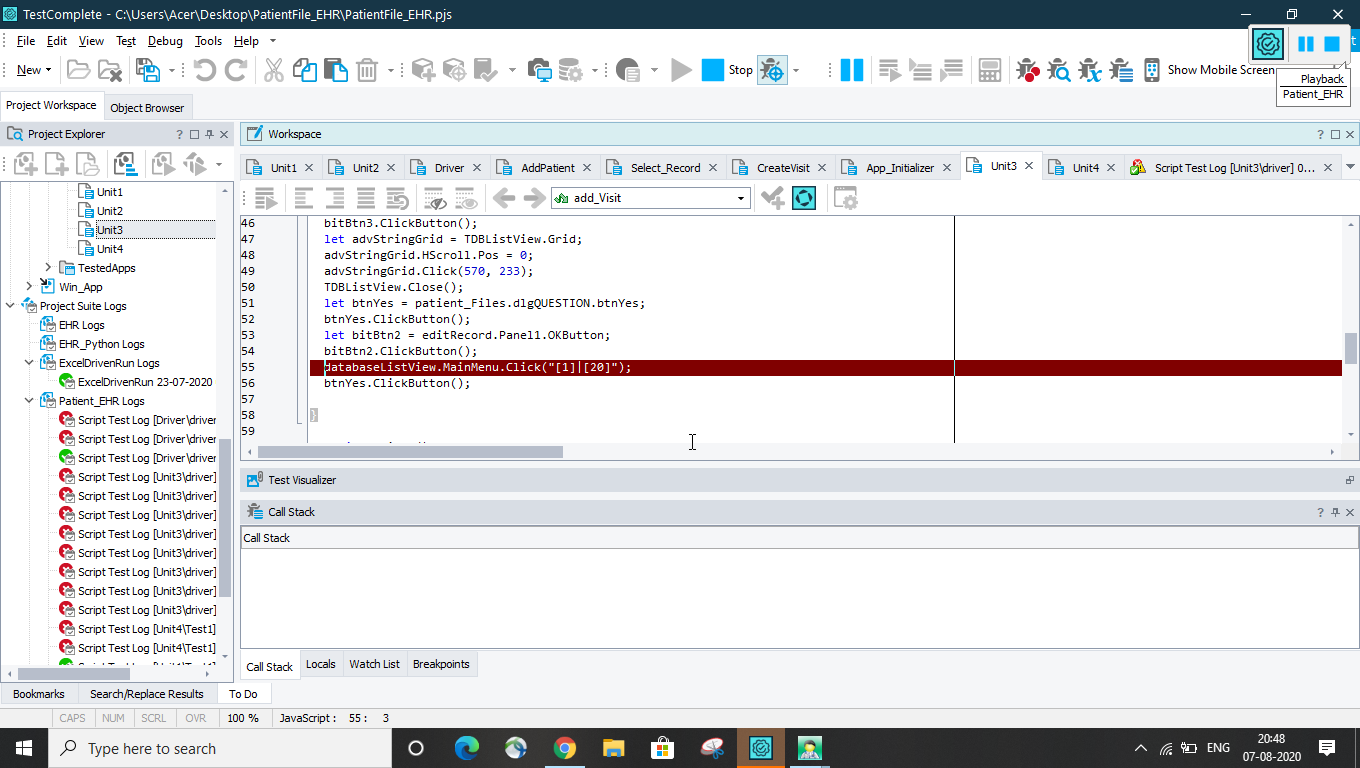 TestComplete - C:\Users\Acer\Desktop\PatientFile_EHR\PatientFile_EHR.pjs
File Edit View Test Debug Tools Help
New Stop Show Mobile Screen
Playback
Patient_EHR
Project Workspace Object Browser
Project Explorer
Workspace
Unit1 Unit2 Driver AddPatient Select_Record CreateVisit App_Initializer Unit3 Unit4 Script Test Log [Unit3\driver] 0...
add_Visit
Unit1
Unit2
Unit3
Unit4
TestedApps
Win_App
Project Suite Logs
EHR Logs
EHR_Python Logs
ExcelDrivenRun Logs
ExcelDrivenRun 23-07-2020
Patient_EHR Logs
Script Test Log [Driver\driver
Script Test Log [Driver\driver
Script Test Log [Driver\driver
Script Test Log [Unit3\driver]
Script Test Log [Unit3\driver]
Script Test Log [Unit3\driver]
Script Test Log [Unit3\driver]
Script Test Log [Unit3\driver]
Script Test Log [Unit3\driver]
Script Test Log [Unit3\driver]
Script Test Log [Unit3\driver]
Script Test Log [Unit4\Test1]
Script Test Log [Unit4\Test1]
46 bitBtn3.ClickButton();
47 let advStringGrid = TDBListView.Grid;
48 advStringGrid.HScroll.Pos = 0;
49 advStringGrid.Click(570, 233);
50 TDBListView.Close();
51 let btnYes = patient_Files.dlgQUESTION.btnYes;
52 btnYes.ClickButton();
53 let bitBtn2 = editRecord.Panel1.OKButton;
54 bitBtn2.ClickButton();
55 databaseListView.MainMenu.Click("[1]|[20]");
56 btnYes.ClickButton();
57
58 }
59
Test Visualizer
Call Stack
Call Stack
Call Stack Locals Watch List Breakpoints
Bookmarks Search/Replace Results To Do
CAPS NUM SCRL OVR 100 % JavaScript : 55 : 3
Type here to search
ENG
20:48
07-08-2020